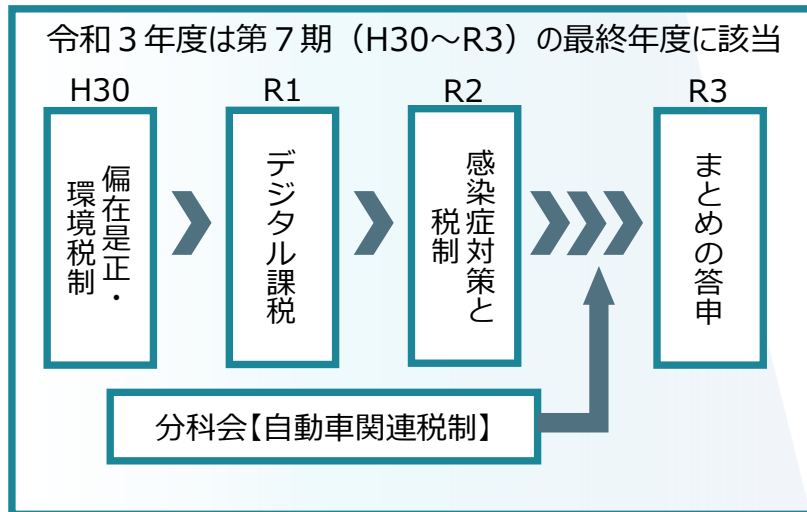 令和３年度は第７期（H30～R3）の最終年度に該当
H30
偏在是正・
環境税制
R1
デジタル課税
R2
感染症対策と
税制
R3
まとめの答申
分科会【自動車関連税制】